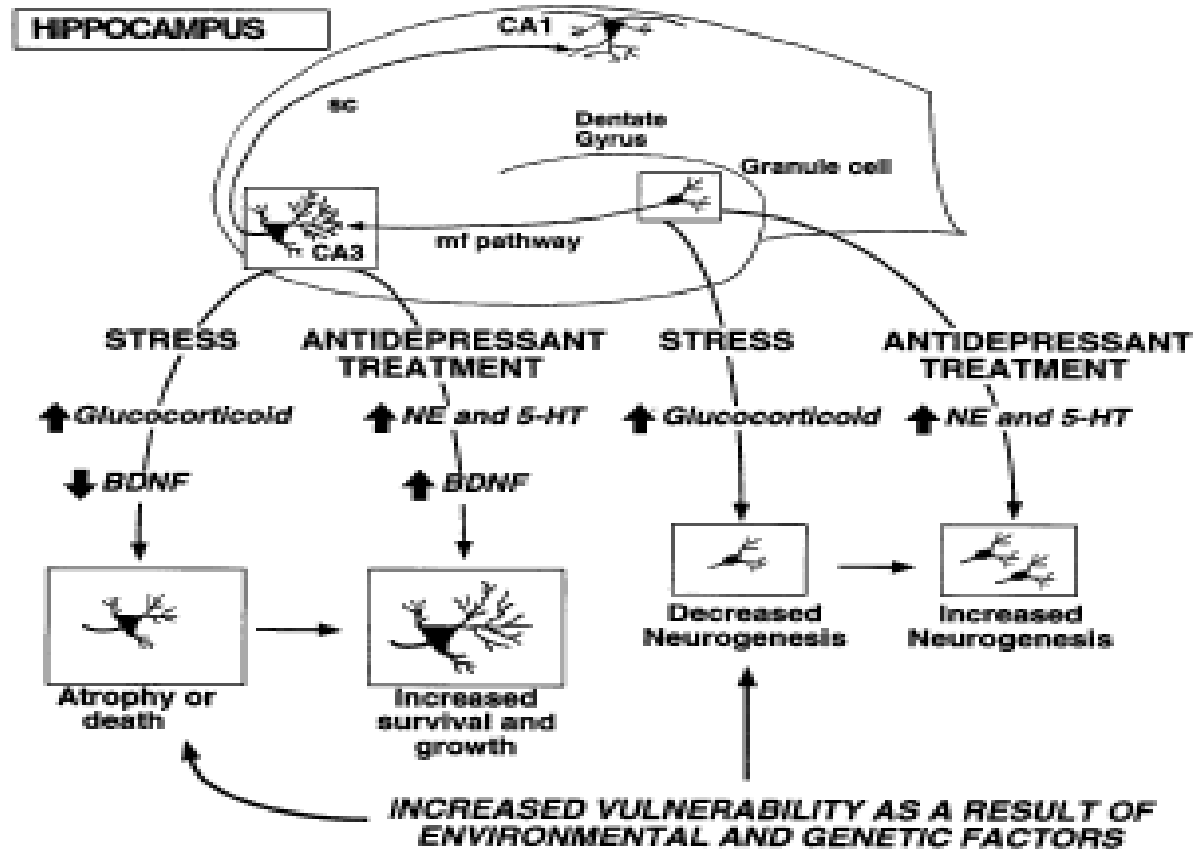 HIPPOCAMPUS
CA1
sc
Dentate
Gyrus
Granule cell
CA3
mf pathway
STRESS
ANTIDEPRESSANT
TREATMENT
STRESS
ANTIDEPRESSANT
TREATMENT
Glucocorticoid
NE and 5-HT
Glucocorticoid
NE and 5-HT
BDNF
BDNF
Atrophy or
death
Increased
survival and
growth
Decreased
Neurogenesis
Increased
Neurogenesis
INCREASED VULNERABILITY AS A RESULT OF
ENVIRONMENTAL AND GENETIC FACTORS